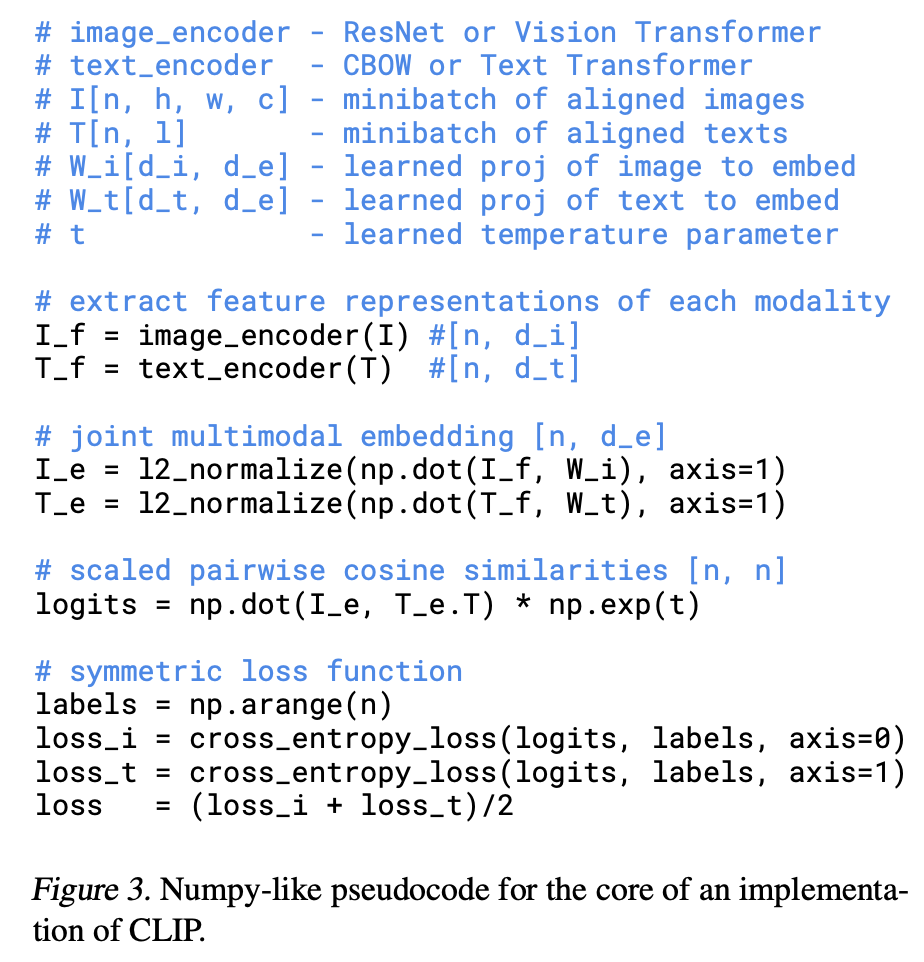 # image_encoder - ResNet or Vision Transformer
# text_encoder  - CBOW or Text Transformer
# I[n, h, w, c] - minibatch of aligned images
# T[n, l]       - minibatch of aligned texts
# W_i[d_i, d_e] - learned proj of image to embed
# W_t[d_t, d_e] - learned proj of text to embed
# t             - learned temperature parameter

# extract feature representations of each modality
I_f = image_encoder(I) #[n, d_i]
T_f = text_encoder(T)  #[n, d_t]

# joint multimodal embedding [n, d_e]
I_e = l2_normalize(np.dot(I_f, W_i), axis=1)
T_e = l2_normalize(np.dot(T_f, W_t), axis=1)

# scaled pairwise cosine similarities [n, n]
logits = np.dot(I_e, T_e.T) * np.exp(t)

# symmetric loss function
labels = np.arange(n)
loss_i = cross_entropy_loss(logits, labels, axis=0)
loss_t = cross_entropy_loss(logits, labels, axis=1)
loss   = (loss_i + loss_t)/2

Figure 3. Numpy-like pseudocode for the core of an implementa-
tion of CLIP.